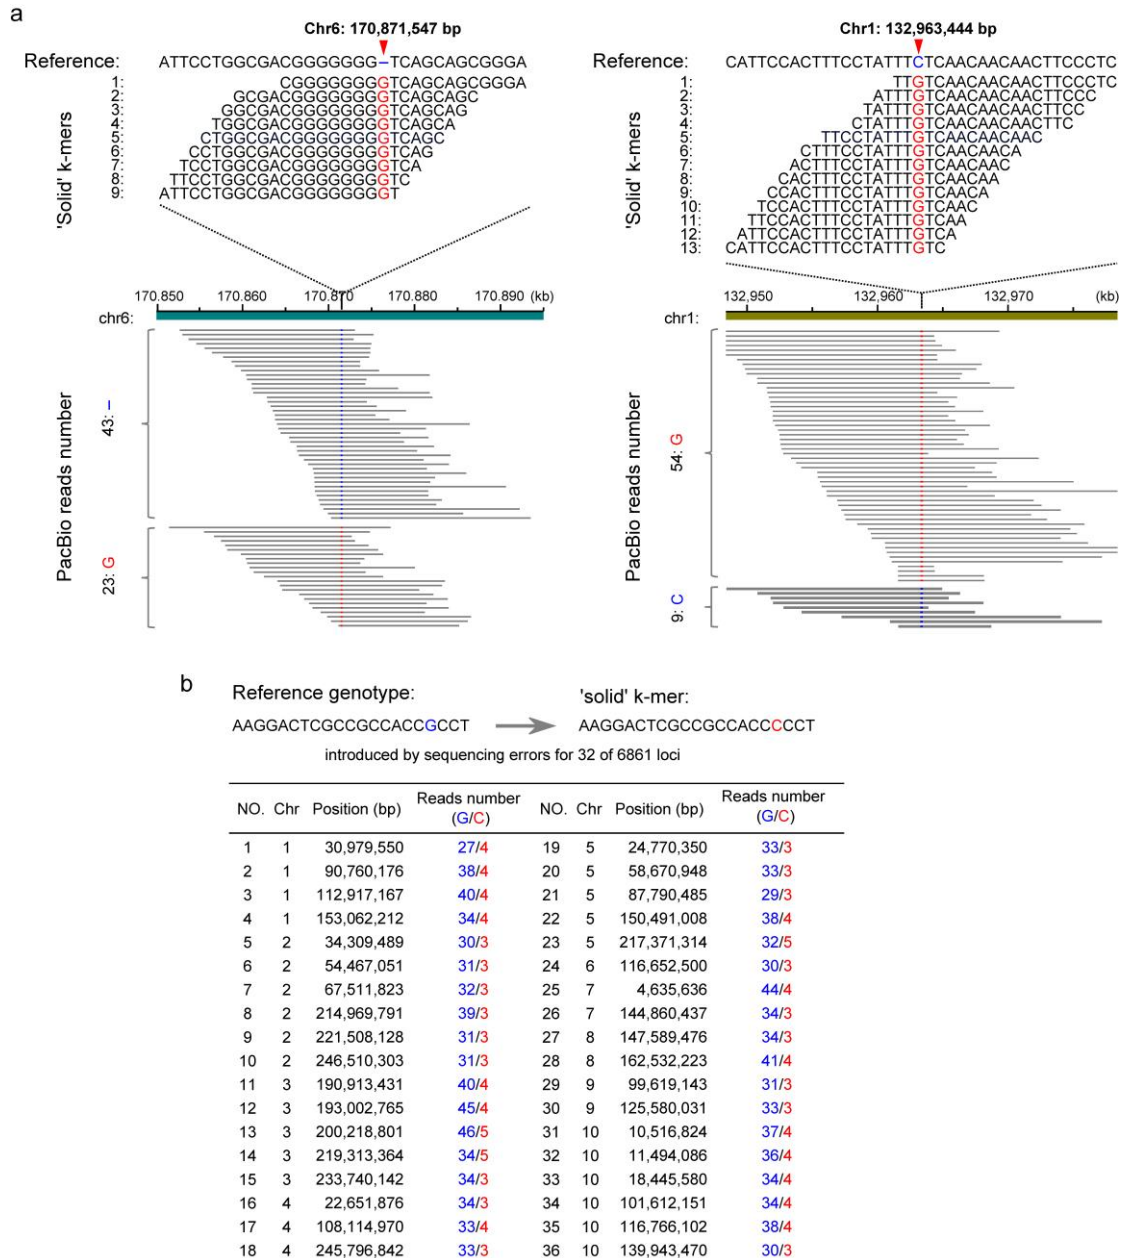 a
Chr6: 170,871,547 bp
Reference: ATTCCTGGCGACGGGGGGG–TCAGCAGCGGGA
'Solid' k-mers
1: CGGGGGGGGTCAGCAGCGGGA
2: GCGACGGGGGGGGTCAGCAGC
3: GGCGACGGGGGGGGTCAGCAG
4: TGGCGACGGGGGGGGTCAGCA
5: CTGGCGACGGGGGGGGTCAGC
6: CCTGGCGACGGGGGGGGTCAG
7: TCCTGGCGACGGGGGGGGTCA
8: TTCCTGGCGACGGGGGGGGTC
9: ATTCCTGGCGACGGGGGGGGT
170.850 170.860 170.870 170.880 170.890 (kb)
chr6:
PacBio reads number
43: –
23: G
Chr1: 132,963,444 bp
Reference: CATTCCACTTTCCTATTTCTCAACAACAACTTCCCTC
'Solid' k-mers
1: TTGTCAACAACAACTTCCCTC
2: ATTTGTCAACAACAACTTCCC
3: TATTTGTCAACAACAACTTCC
4: CTATTTGTCAACAACAACTTC
5: TTCCTATTTGTCAACAACAAC
6: CTTTCCTATTTGTCAACAACA
7: ACTTTCCTATTTGTCAACAAC
8: CACTTTCCTATTTGTCAACAA
9: CCACTTTCCTATTTGTCAACA
10: TCCACTTTCCTATTTGTCAAC
11: TTCCACTTTCCTATTTGTCAA
12: ATTCCACTTTCCTATTTGTCA
13: CATTCCACTTTCCTATTTGTC
132,950 132,960 132,970 (kb)
chr1:
PacBio reads number
54: G
9: C
b
Reference genotype: 'solid' k-mer:
AAGGACTCGCCGCCACCGCCT AAGGACTCGCCGCCACCCCCT
introduced by sequencing errors for 32 of 6861 loci
NO. Chr Position (bp) Reads number (G/C) NO. Chr Position (bp) Reads number (G/C)
1 1 30,979,550 27/4 19 5 24,770,350 33/3
2 1 90,760,176 38/4 20 5 58,670,948 33/3
3 1 112,917,167 40/4 21 5 87,790,485 29/3
4 1 153,062,212 34/4 22 5 150,491,008 38/4
5 2 34,309,489 30/3 23 5 217,371,314 32/5
6 2 54,467,051 31/3 24 6 116,652,500 30/3
7 2 67,511,823 32/3 25 7 4,635,636 44/4
8 2 214,969,791 39/3 26 7 144,860,437 34/3
9 2 221,508,128 31/3 27 8 147,589,476 34/3
10 2 246,510,303 31/3 28 8 162,532,223 41/4
11 3 190,913,431 40/4 29 9 99,619,143 31/3
12 3 193,002,765 45/4 30 9 125,580,031 33/3
13 3 200,218,801 46/5 31 10 10,516,824 37/4
14 3 219,313,364 34/5 32 10 11,494,086 36/4
15 3 233,740,142 34/3 33 10 18,445,580 34/4
16 4 22,651,876 34/3 34 10 101,612,151 34/4
17 4 108,114,970 33/4 35 10 116,766,102 38/4
18 4 245,796,842 33/3 36 10 139,943,470 30/3